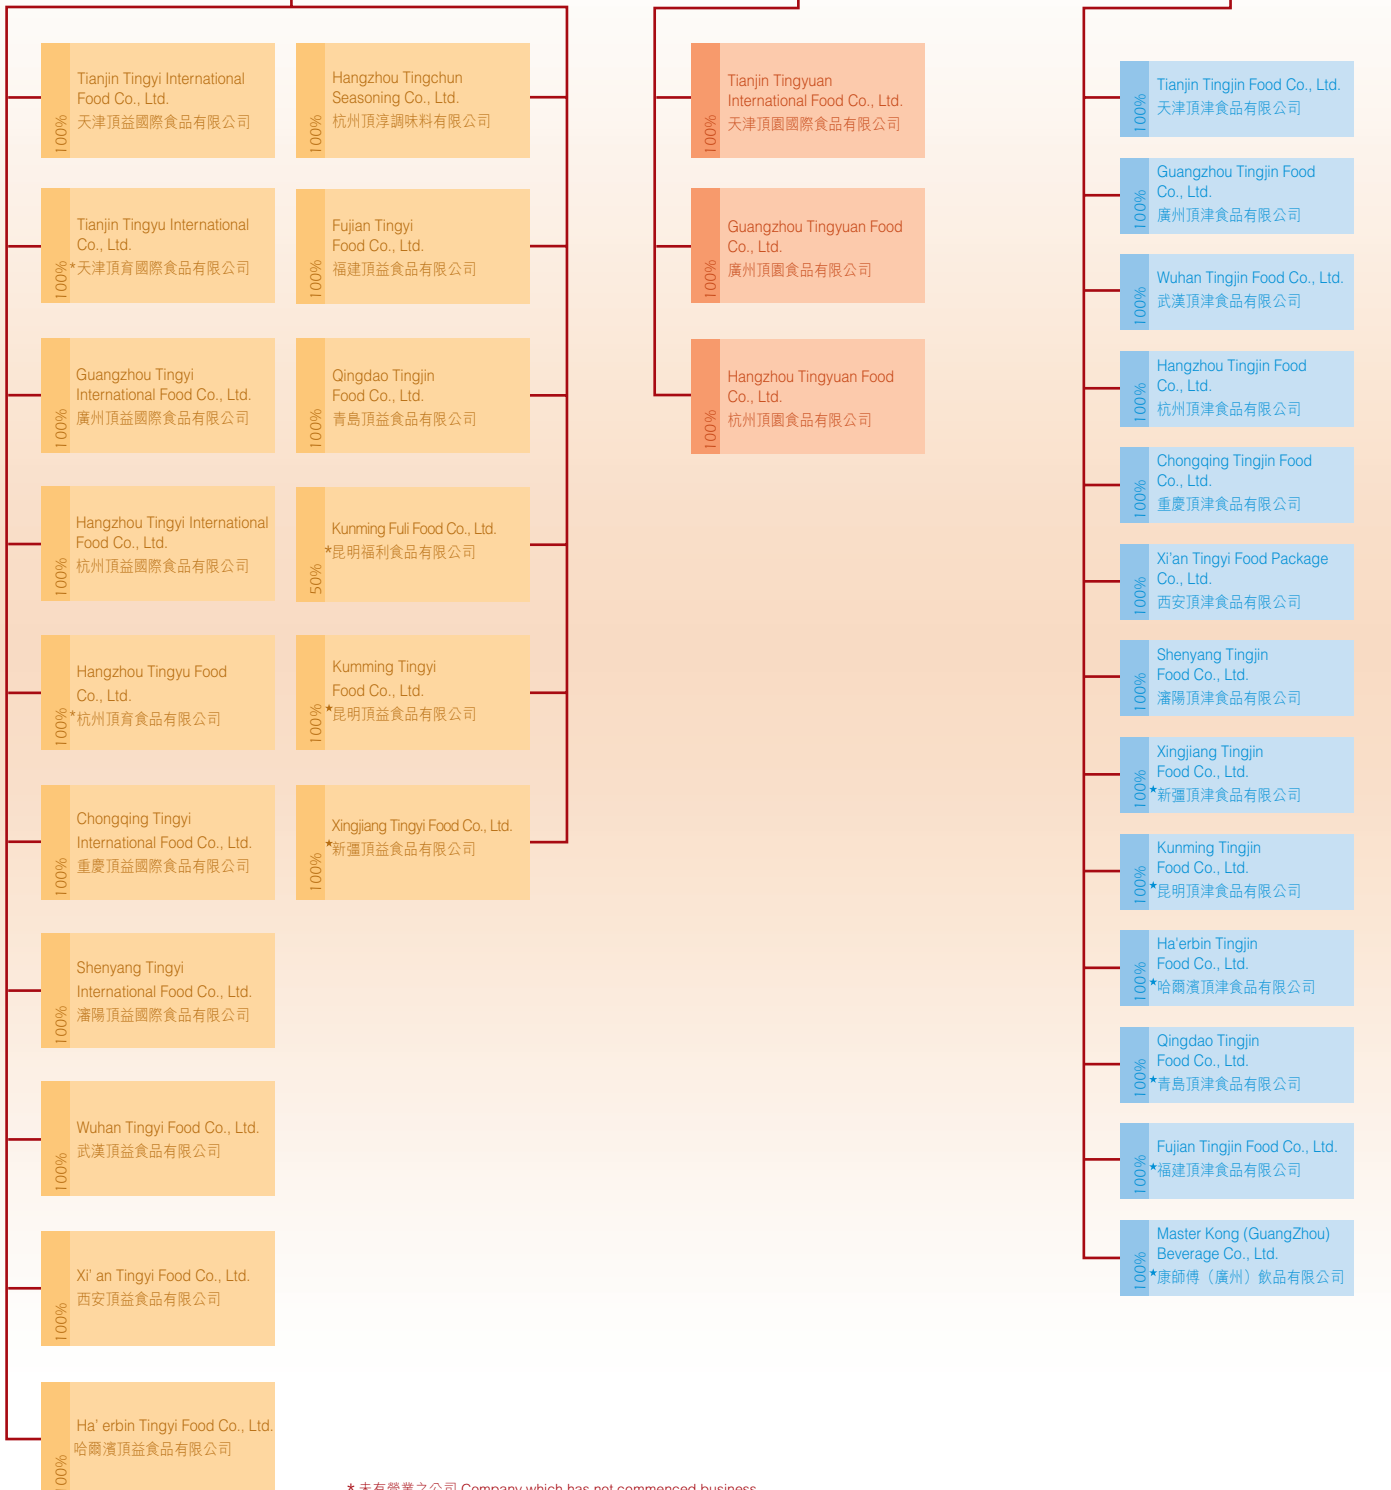 Tianjin Tingyi International
Food Co., Ltd.
天津頂益國際食品有限公司
100%
Tianjin Tingyu International
Co., Ltd.
*天津頂育國際食品有限公司
100%
Guangzhou Tingyi
International Food Co., Ltd.
廣州頂益國際食品有限公司
100%
Hangzhou Tingyi International
Food Co., Ltd.
杭州頂益國際食品有限公司
100%
Hangzhou Tingyu Food
Co., Ltd.
*杭州頂育食品有限公司
100%
Chongqing Tingyi
International Food Co., Ltd.
重慶頂益國際食品有限公司
100%
Shenyang Tingyi
International Food Co., Ltd.
瀋陽頂益國際食品有限公司
100%
Wuhan Tingyi Food Co., Ltd.
武漢頂益食品有限公司
100%
Xi' an Tingyi Food Co., Ltd.
西安頂益食品有限公司
100%
Ha' erbin Tingyi Food Co., Ltd.
哈爾濱頂益食品有限公司
100%
Hangzhou Tingchun
Seasoning Co., Ltd.
杭州頂淳調味料有限公司
100%
Fujian Tingyi
Food Co., Ltd.
福建頂益食品有限公司
100%
Qingdao Tingjin
Food Co., Ltd.
青島頂益食品有限公司
100%
Kunming Fuli Food Co., Ltd.
*昆明福利食品有限公司
50%
Kumming Tingyi
Food Co., Ltd.
*昆明頂益食品有限公司
100%
Xingjiang Tingyi Food Co., Ltd.
*新疆頂益食品有限公司
100%
Tianjin Tingyuan
International Food Co., Ltd.
天津頂園國際食品有限公司
100%
Guangzhou Tingyuan Food
Co., Ltd.
廣州頂園食品有限公司
100%
Hangzhou Tingyuan Food
Co., Ltd.
杭州頂園食品有限公司
100%
Tianjin Tingjin Food Co., Ltd.
天津頂津食品有限公司
100%
Guangzhou Tingjin Food
Co., Ltd.
廣州頂津食品有限公司
100%
Wuhan Tingjin Food Co., Ltd.
武漢頂津食品有限公司
100%
Hangzhou Tingjin Food
Co., Ltd.
杭州頂津食品有限公司
100%
Chongqing Tingjin Food
Co., Ltd.
重慶頂津食品有限公司
100%
Xi'an Tingyi Food Package
Co., Ltd.
西安頂津食品有限公司
100%
Shenyang Tingjin
Food Co., Ltd.
瀋陽頂津食品有限公司
100%
Xingjiang Tingjin
Food Co., Ltd.
*新疆頂津食品有限公司
100%
Kunming Tingjin
Food Co., Ltd.
*昆明頂津食品有限公司
100%
Ha'erbin Tingjin
Food Co., Ltd.
*哈爾濱頂津食品有限公司
100%
Qingdao Tingjin
Food Co., Ltd.
*青島頂津食品有限公司
100%
Fujian Tingjin Food Co., Ltd.
*福建頂津食品有限公司
100%
Master Kong (GuangZhou)
Beverage Co., Ltd.
*康師傅（廣州）飲品有限公司
100%
* 未有營業之公司 Company which has not commenced business